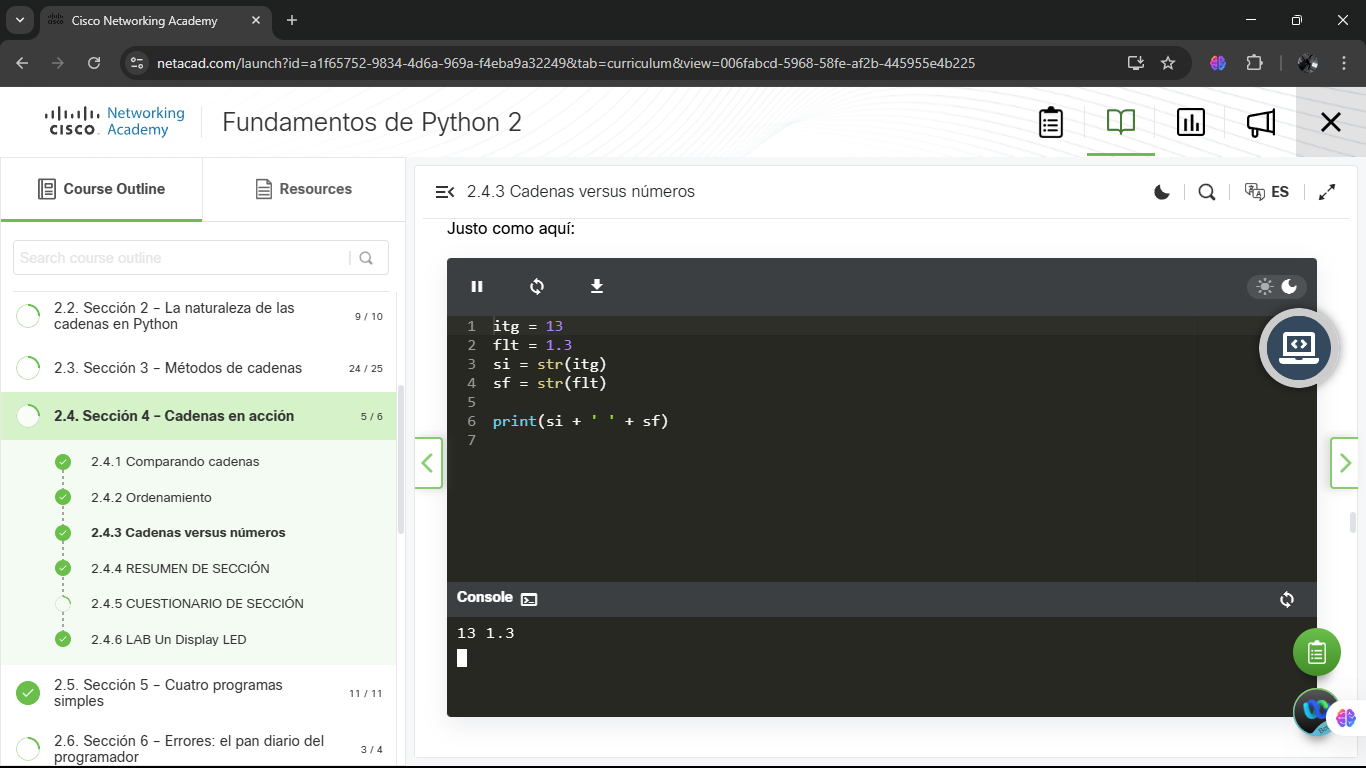 Cisco Networking Academy
netacad.com/launch?id=a1f65752-9834-4d6a-969a-f4eba9a32249&tab=curriculum&view=006fabcd-5968-58fe-af2b-445955e4b225
CISCO Networking Academy
Fundamentos de Python 2
Course Outline
Resources
Search course outline
2.2. Sección 2 – La naturaleza de las
cadenas en Python
9 / 10
2.3. Sección 3 – Métodos de cadenas
24 / 25
2.4. Sección 4 – Cadenas en acción
5 / 6
2.4.1 Comparando cadenas
2.4.2 Ordenamiento
2.4.3 Cadenas versus números
2.4.4 RESUMEN DE SECCIÓN
2.4.5 CUESTIONARIO DE SECCIÓN
2.4.6 LAB Un Display LED
2.5. Sección 5 – Cuatro programas
simples
11 / 11
2.6. Sección 6 – Errores: el pan diario del
programador
3 / 4
2.4.3 Cadenas versus números
ES
Justo como aquí:
1 itg = 13
2 flt = 1.3
3 si = str(itg)
4 sf = str(flt)
5
6 print(si + ' ' + sf)
7
Console
13 1.3